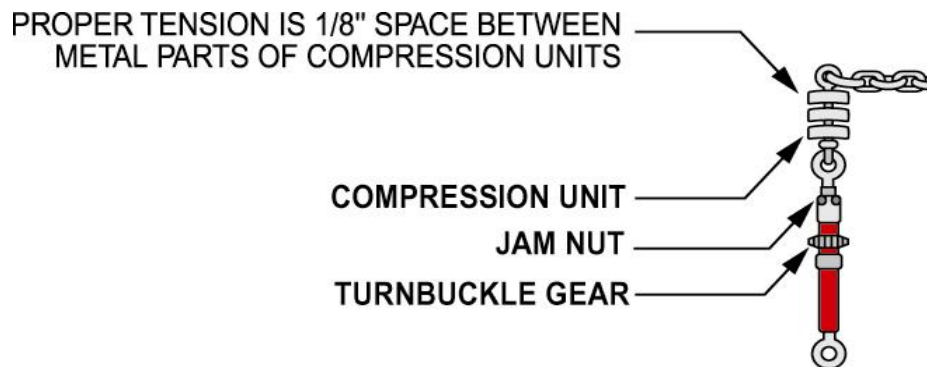 PROPER TENSION IS 1/8" SPACE BETWEEN
METAL PARTS OF COMPRESSION UNITS
COMPRESSION UNIT
JAM NUT
TURNBUCKLE GEAR